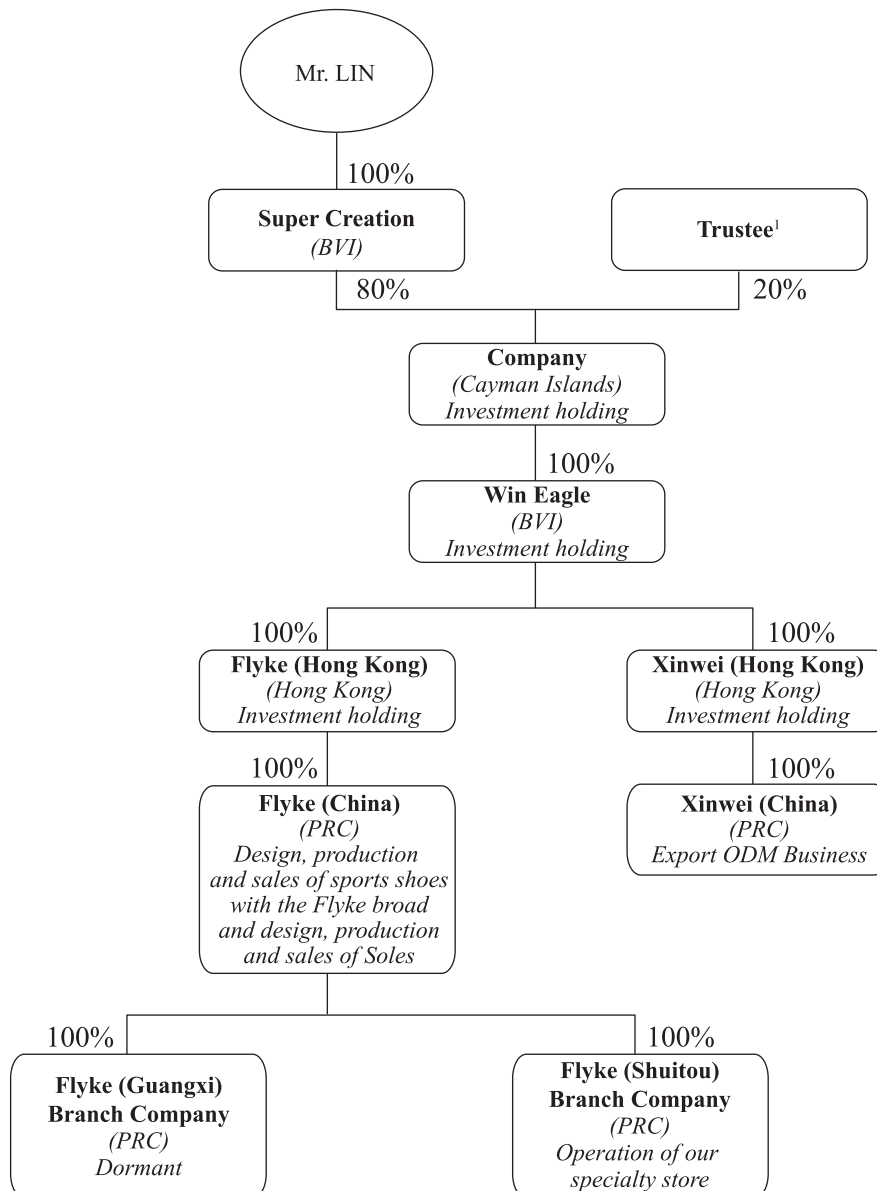 Mr. LIN
100%
Super Creation
(BVI)
Trustee¹
80%
20%
Company
(Cayman Islands)
Investment holding
100%
Win Eagle
(BVI)
Investment holding
100%
100%
Flyke (Hong Kong)
(Hong Kong)
Investment holding
Xinwei (Hong Kong)
(Hong Kong)
Investment holding
100%
100%
Flyke (China)
(PRC)
Design, production
and sales of sports shoes
with the Flyke broad
and design, production
and sales of Soles
Xinwei (China)
(PRC)
Export ODM Business
100%
100%
Flyke (Guangxi)
Branch Company
(PRC)
Dormant
Flyke (Shuitou)
Branch Company
(PRC)
Operation of our
specialty store